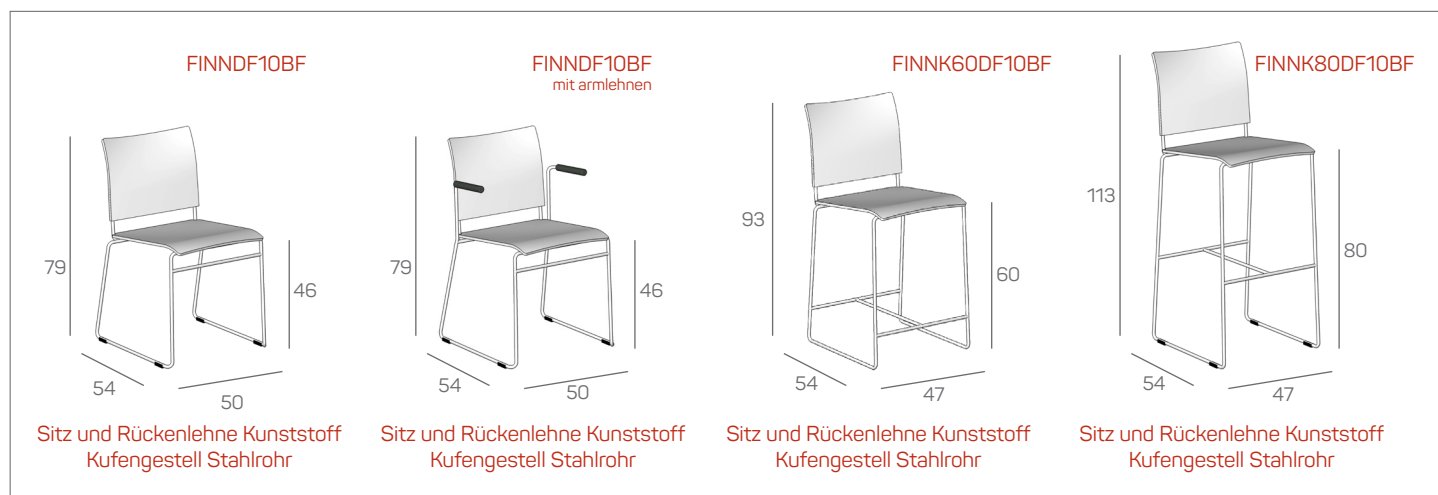 FINNDF10BF
79
46
54
50
Sitz und Rückenlehne Kunststoff
Kufengestell Stahlrohr
FINNDF10BF
mit armlehnen
79
46
54
50
Sitz und Rückenlehne Kunststoff
Kufengestell Stahlrohr
FINNK60DF10BF
93
60
54
47
Sitz und Rückenlehne Kunststoff
Kufengestell Stahlrohr
FINNK80DF10BF
113
80
54
47
Sitz und Rückenlehne Kunststoff
Kufengestell Stahlrohr